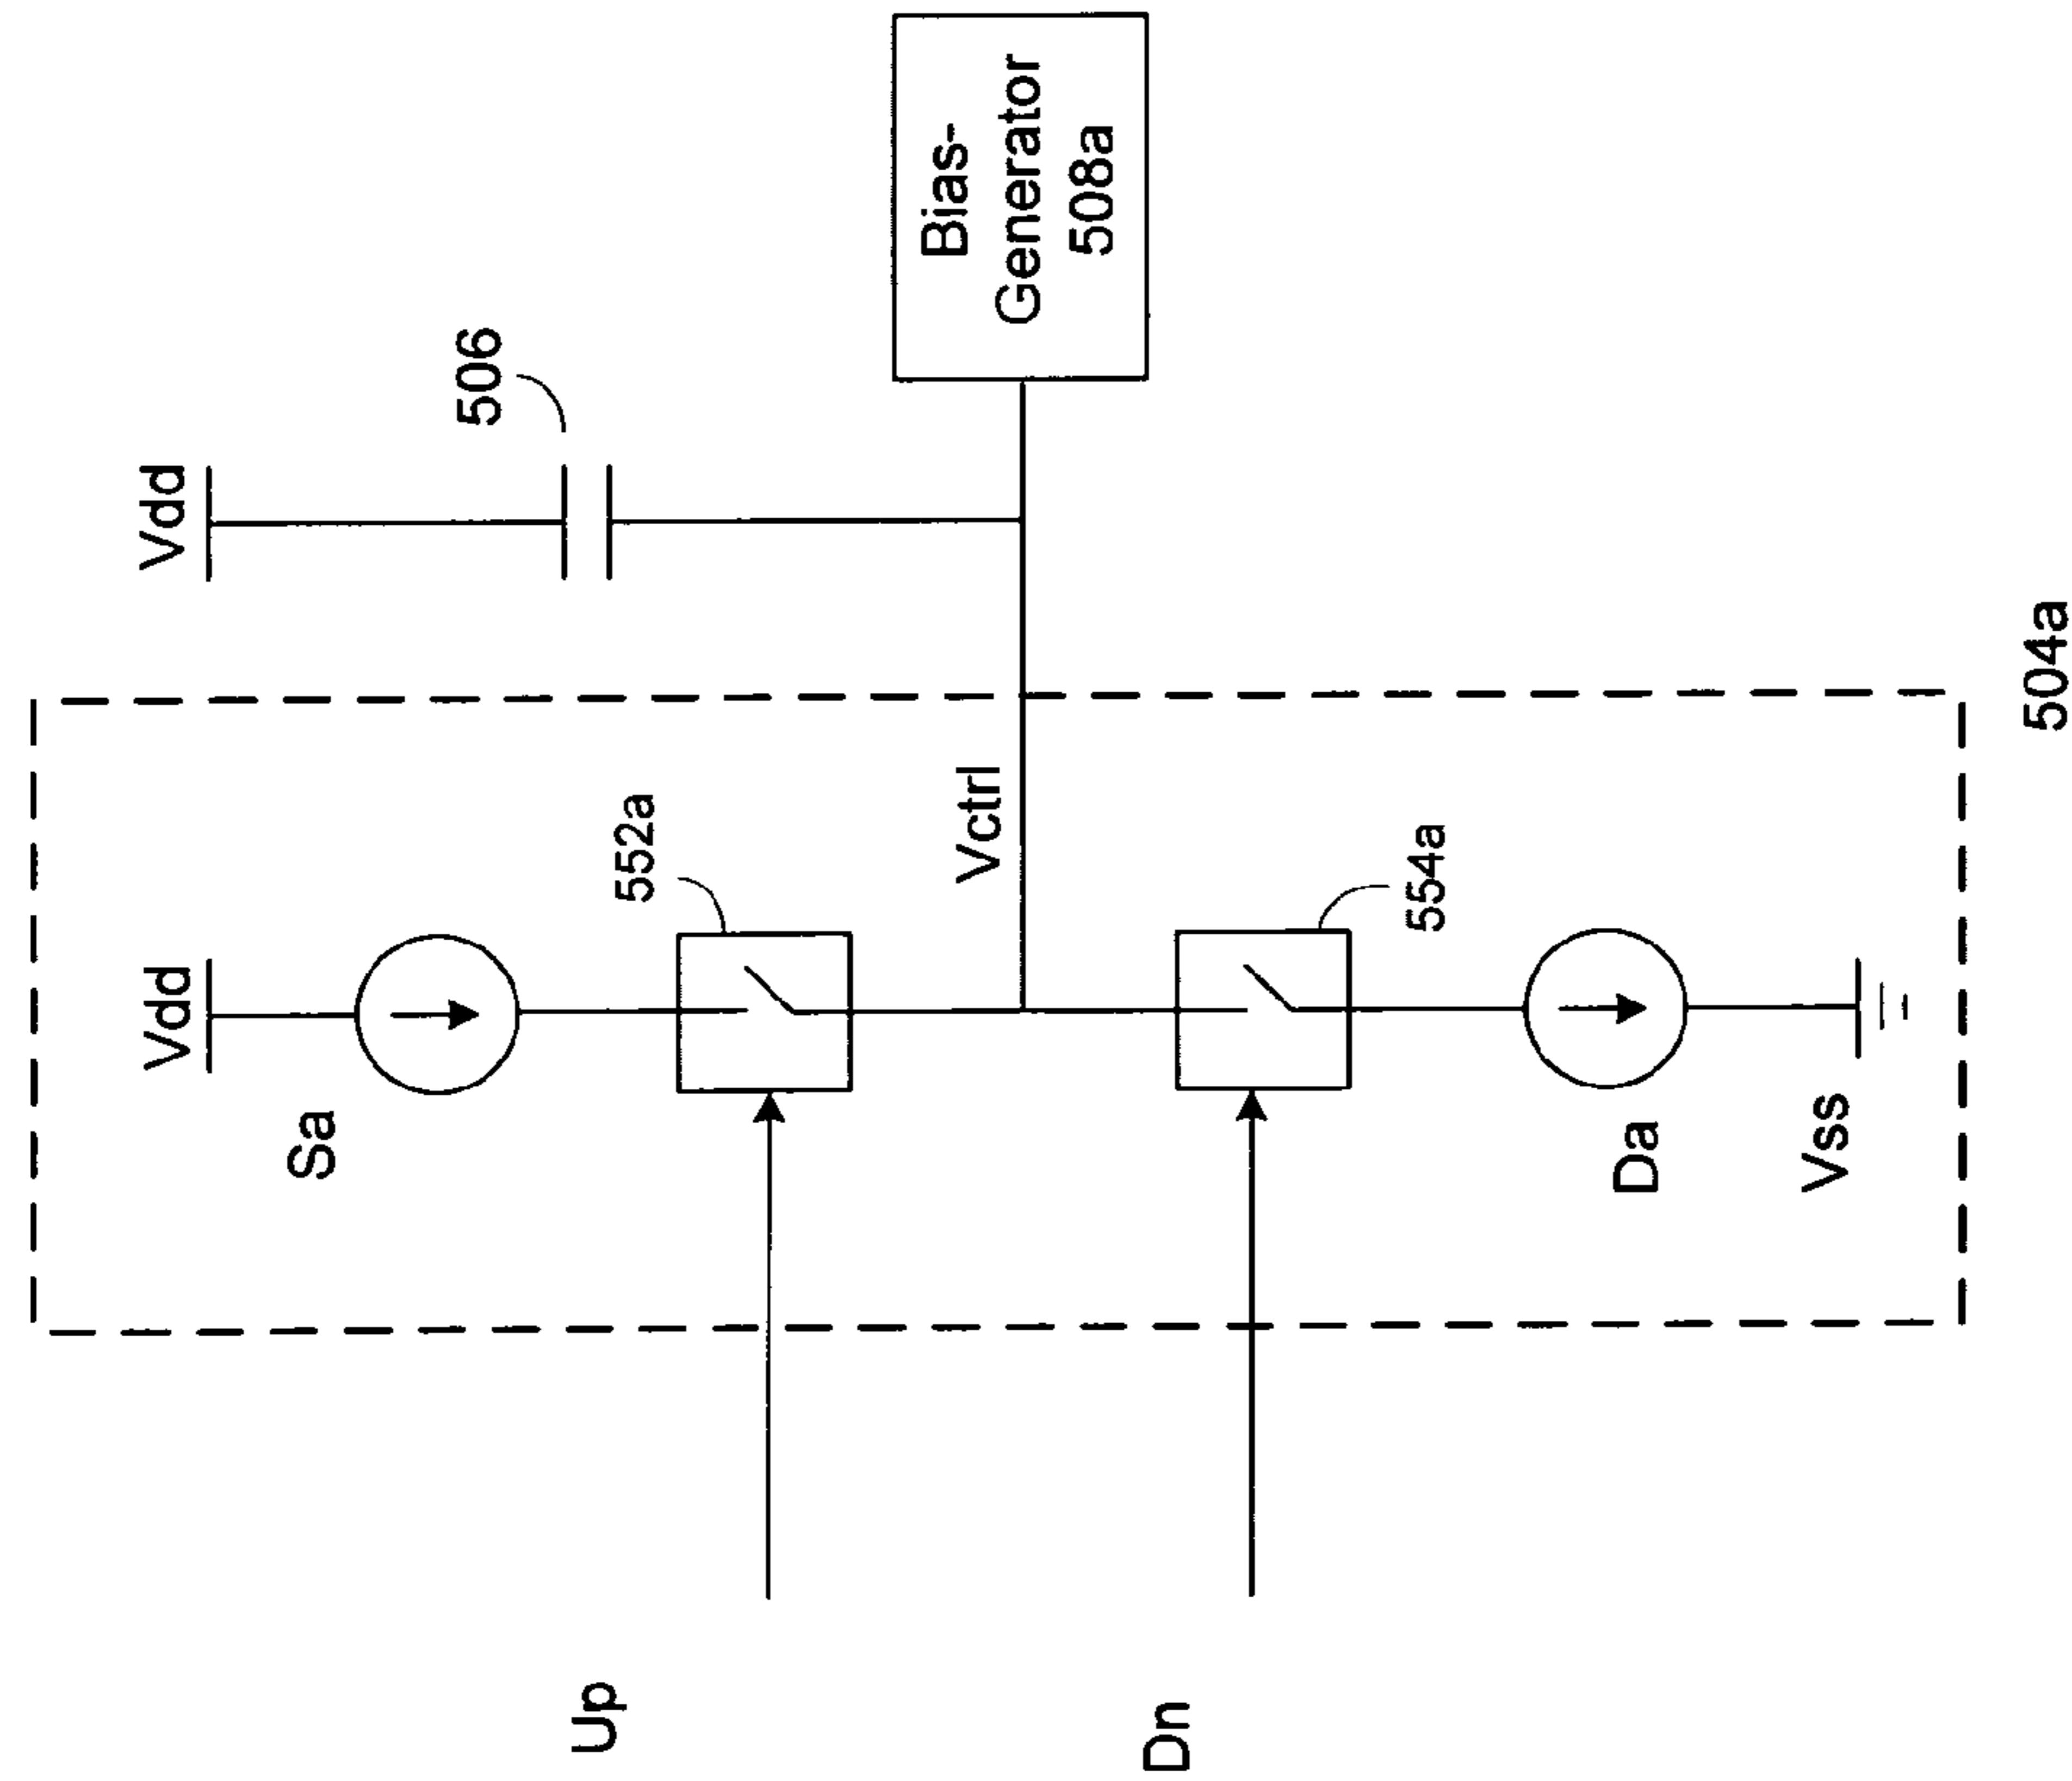 Vdd
Vdd
Sa
506
552a
Up
Vctrl
Bias-
Generator
508a
Dn
554a
Da
Vss
504a